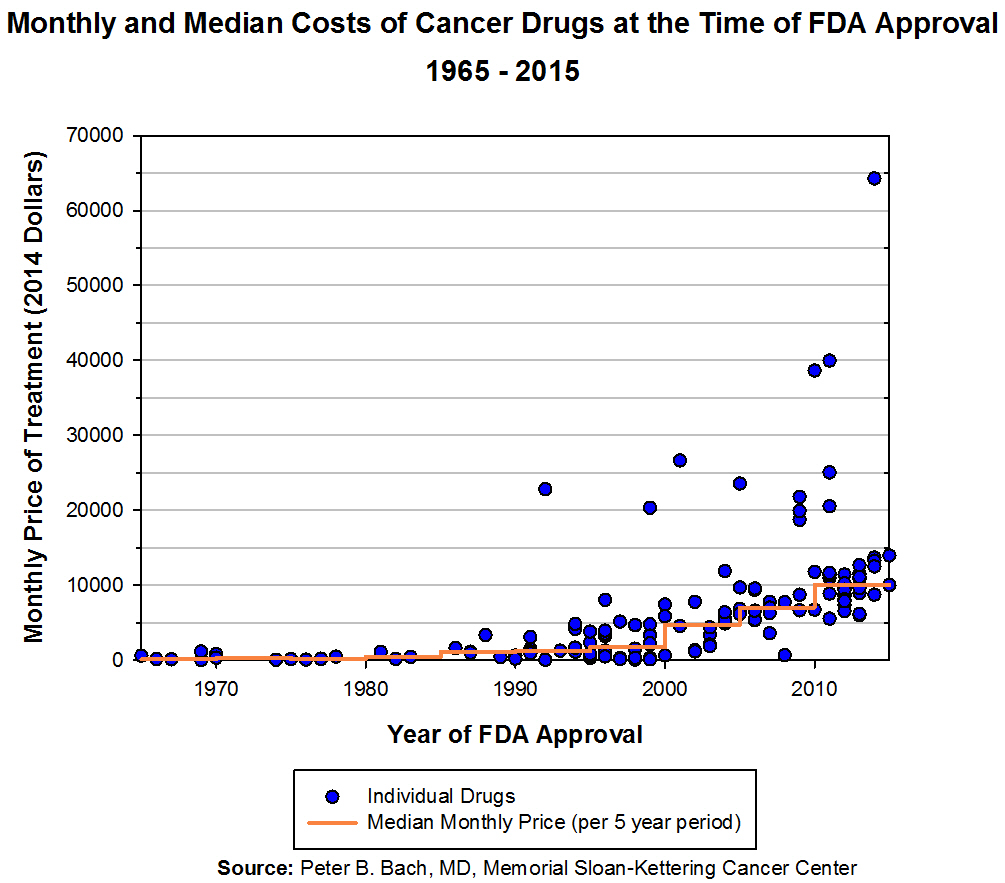 Monthly and Median Costs of Cancer Drugs at the Time of FDA Approval
1965 - 2015
Monthly Price of Treatment (2014 Dollars)
70000
60000
50000
40000
30000
20000
10000
0
1970 1980 1990 2000 2010
Year of FDA Approval
Individual Drugs
Median Monthly Price (per 5 year period)
Source: Peter B. Bach, MD, Memorial Sloan-Kettering Cancer Center